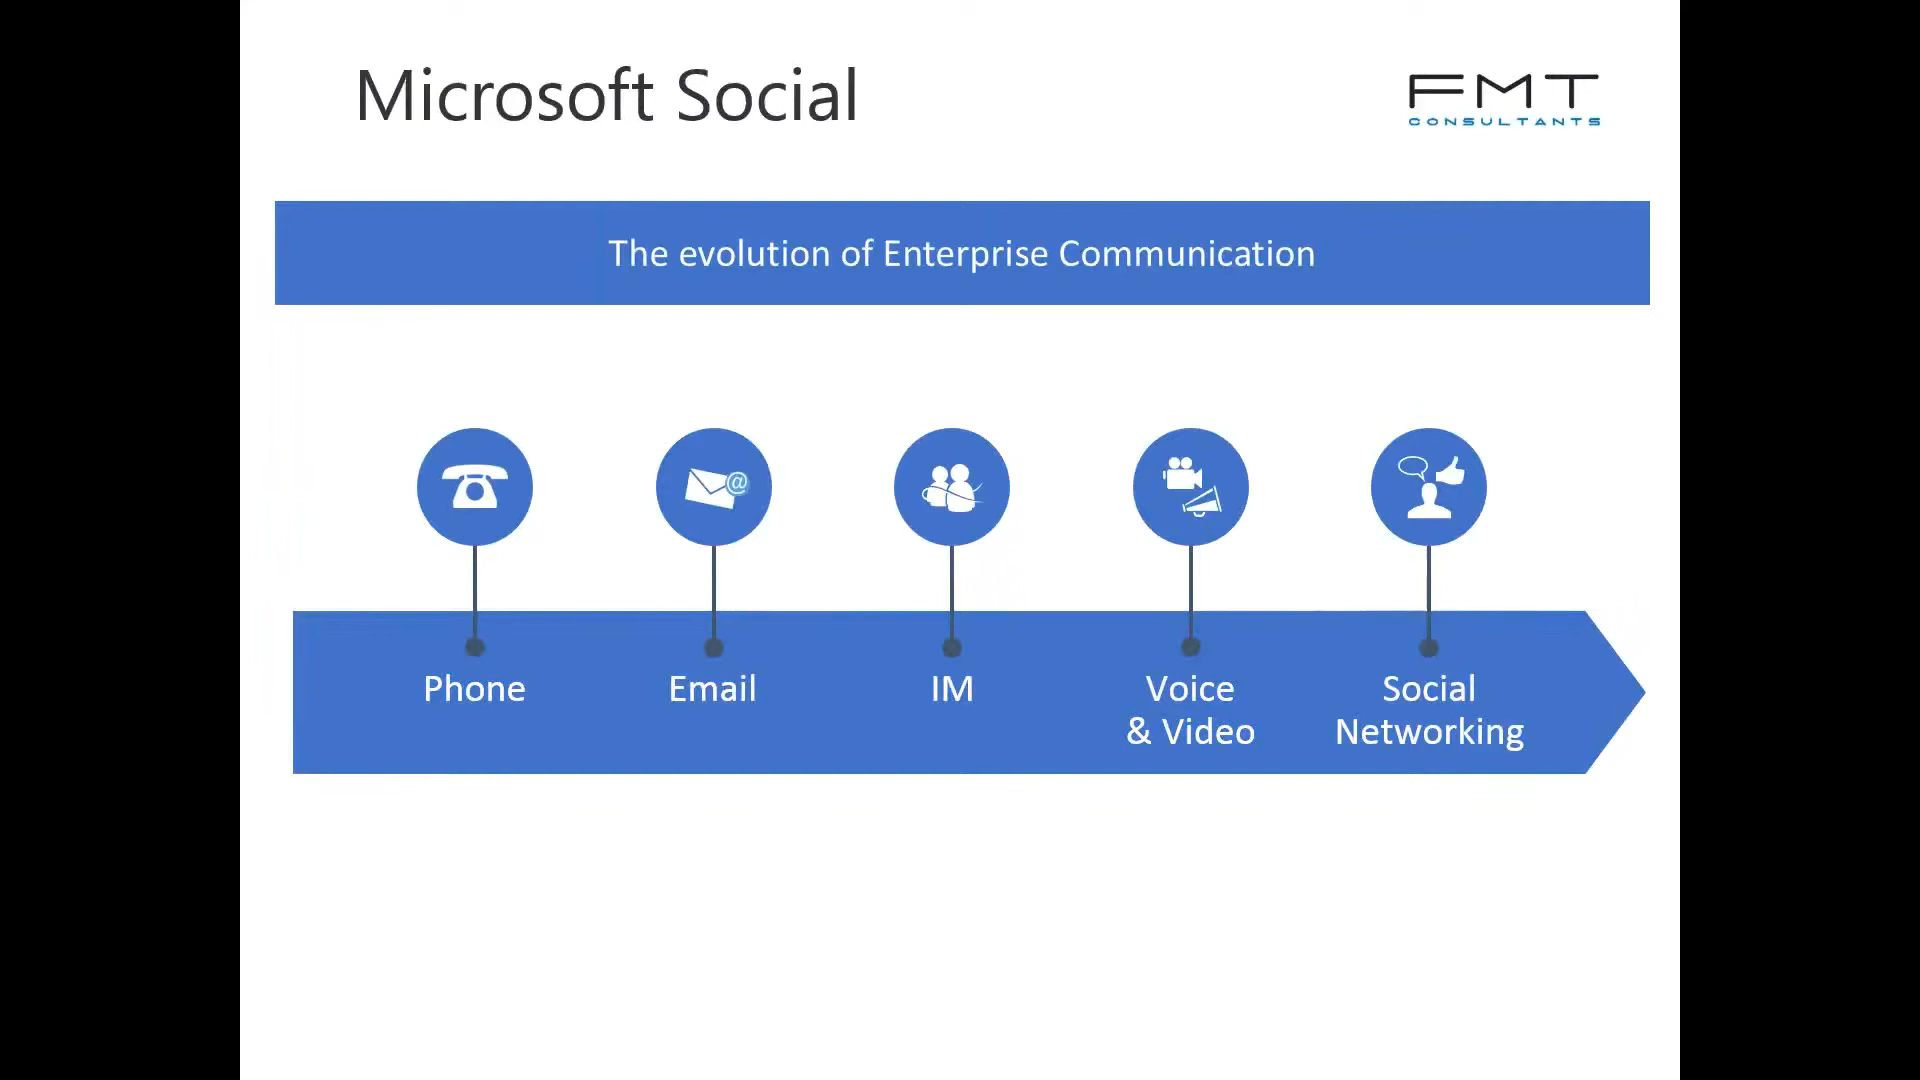 Microsoft Social
FMT
CONSULTANTS
The evolution of Enterprise Communication
@
Phone
Email
IM
Voice
& Video
Social
Networking